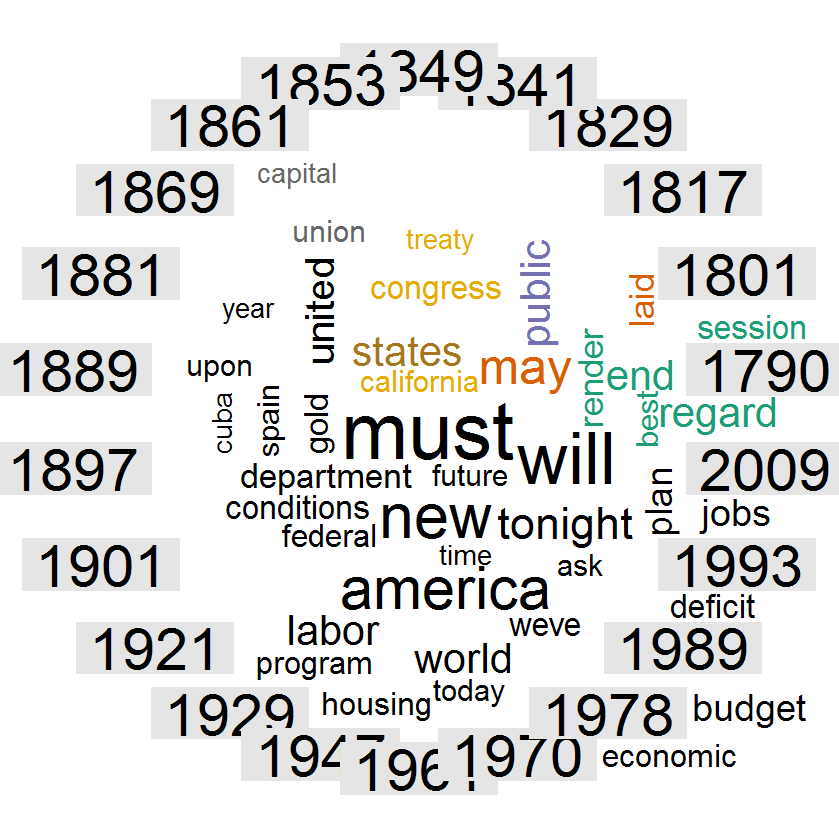 1849
1853
1841
1861
1829
1869
capital
1817
union
treaty
public
united
1881
congress
laid
1801
year
session
states
may
render
1889
upon
california
end
1790
best
regard
cuba
spain
gold
must
will
1897
department
future
2009
conditions
new
tonight
plan
jobs
federal
time
1901
america
ask
1993
deficit
labor
weve
1921
program
world
1989
housing
today
1929
1978
budget
1970
economic